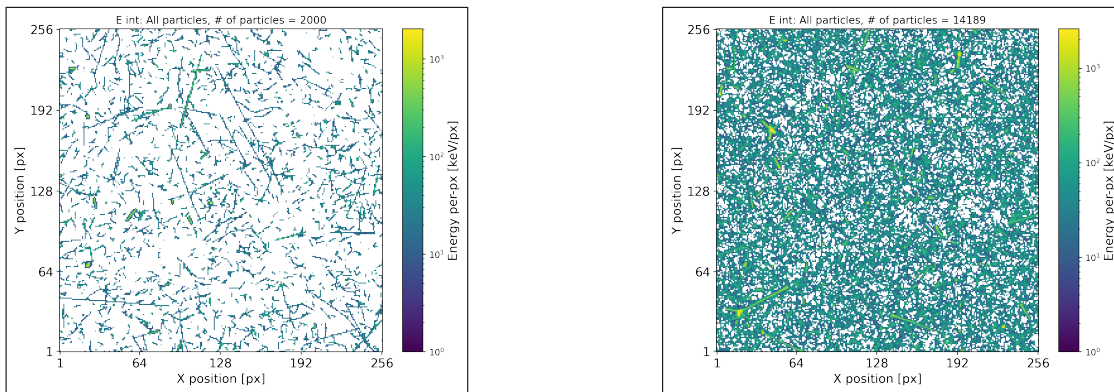 E int: All particles, # of particles = 2000
256
192
128
64
1
Y position [px]
1 64 128 192 256
X position [px]
10³
10²
10¹
10⁰
Energy per-px [keV/px]
E int: All particles, # of particles = 14189
256
192
128
64
1
Y position [px]
1 64 128 192 256
X position [px]
10³
10²
10¹
10⁰
Energy per-px [keV/px]